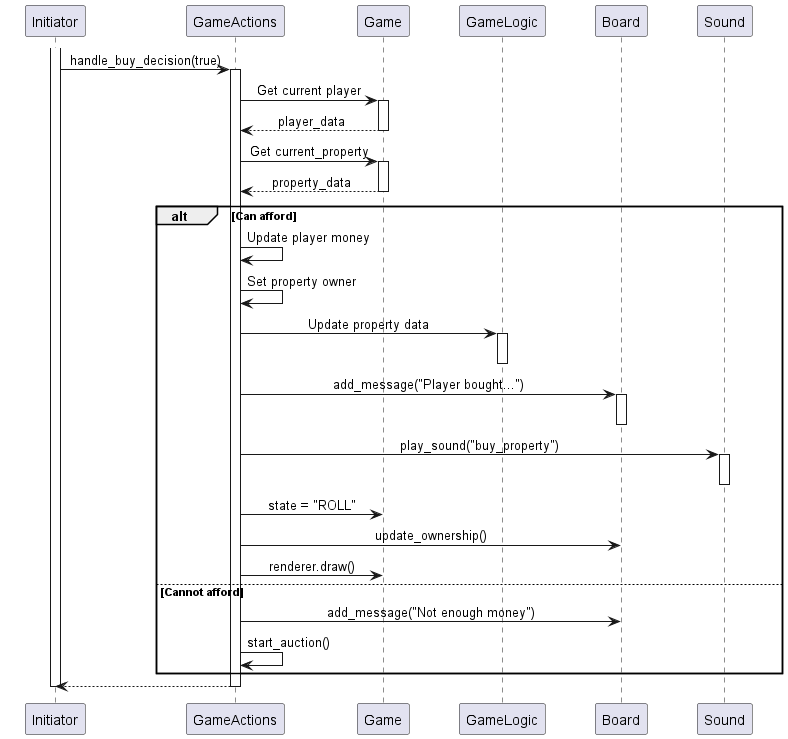 Initiator GameActions Game GameLogic Board Sound
handle_buy_decision(true)
Get current player
player_data
Get current_property
property_data
alt [Can afford]
Update player money
Set property owner
Update property data
add_message("Player bought...")
play_sound("buy_property")
state = "ROLL"
update_ownership()
renderer.draw()
[Cannot afford]
add_message("Not enough money")
start_auction()
Initiator GameActions Game GameLogic Board Sound